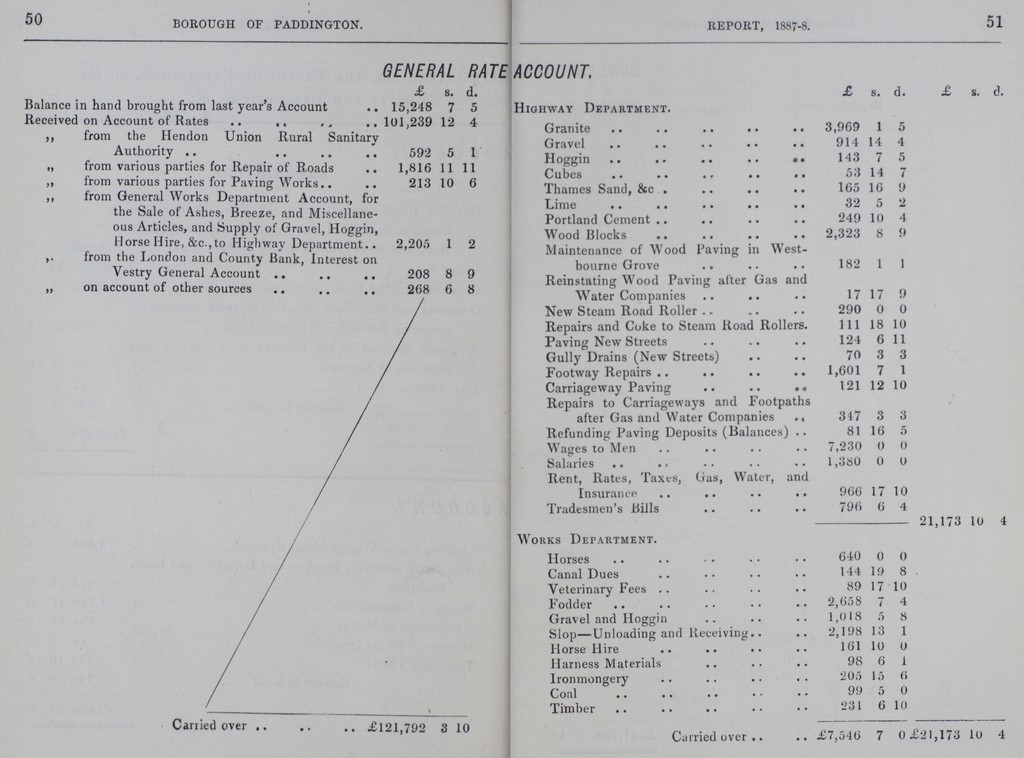 50
BOROUGH OF PADDINGTON.
GENERAL RATE ACCOUNT.
£ s. d.
Balance in hand brought from last year's Account .. 15,248 7 5
Received on Account of Rates .. .. .. .. 101,239 12 4
,, from the Hendon Union Rural Sanitary
Authority .. .. .. .. 592 5 1
,, from various parties for Repair of Roads .. 1,816 11 11
,, from various parties for Paving Works.. .. 213 10 6
,, from General Works Department Account, for
the Sale of Ashes, Breeze, and Miscellane-
ous Articles, and Supply of Gravel, Hoggin,
Horse Hire, &c., to Highway Department.. 2,205 1 2
,, from the London and County Bank, Interest on
Vestry General Account .. .. .. 208 8 9
,, on account of other sources .. .. .. 268 6 8
Carried over .. .. .. £121,792 3 10
REPORT, 1887-8.
51
£ s. d. £ s. d.
HIGHWAY DEPARTMENT.
Granite .. .. .. .. .. 3,969 1 5
Gravel .. .. .. .. .. 914 14 4
Hoggin .. .. .. .. .. 143 7 5
Cubes .. .. .. .. .. 53 14 7
Thames Sand, &c. .. .. .. .. 165 16 9
Lime .. .. .. .. .. 32 5 2
Portland Cement .. .. .. .. 249 10 4
Wood Blocks .. .. .. .. 2,323 8 9
Maintenance of Wood Paving in West-
bourne Grove .. .. .. 182 1 1
Reinstating Wood Paving after Gas and
Water Companies .. .. .. 17 17 9
New Steam Road Roller .. .. .. 290 0 0
Repairs and Coke to Steam Road Rollers. 111 18 10
Paving New Streets .. .. .. 124 6 11
Gully Drains (New Streets) .. .. 70 3 3
Footway Repairs .. .. .. .. 1,601 7 1
Carriageway Paving .. .. .. 121 12 10
Repairs to Carriageways and Footpaths
after Gas and Water Companies .. 347 3 3
Refunding Paving Deposits (Balances) .. 81 16 5
Wages to Men .. .. .. .. 7,230 0 0
Salaries .. .. .. .. .. 1,380 0 0
Rent, Rates, Taxes, Gas, Water, and
Insurance .. .. .. .. 966 17 10
Tradesmen's Bills .. .. .. 796 6 4
21,173 10 4
WORKS DEPARTMENT.
Horses .. .. .. .. .. 640 0 0
Canal Dues .. .. .. .. 144 19 8
Veterinary Fees .. .. .. .. 89 17 10
Fodder .. .. .. .. .. 2,658 7 4
Gravel and Hoggin .. .. .. 1,018 5 8
Slop—Unloading and Receiving.. .. 2,198 13 1
Horse Hire .. .. .. .. 161 10 0
Harness Materials .. .. .. 98 6 1
Ironmongery .. .. .. .. 205 15 6
Coal .. .. .. .. .. 99 5 0
Timber .. .. .. .. .. 231 6 10
Carried over .. .. £7,546 7 0 £21,173 10 4